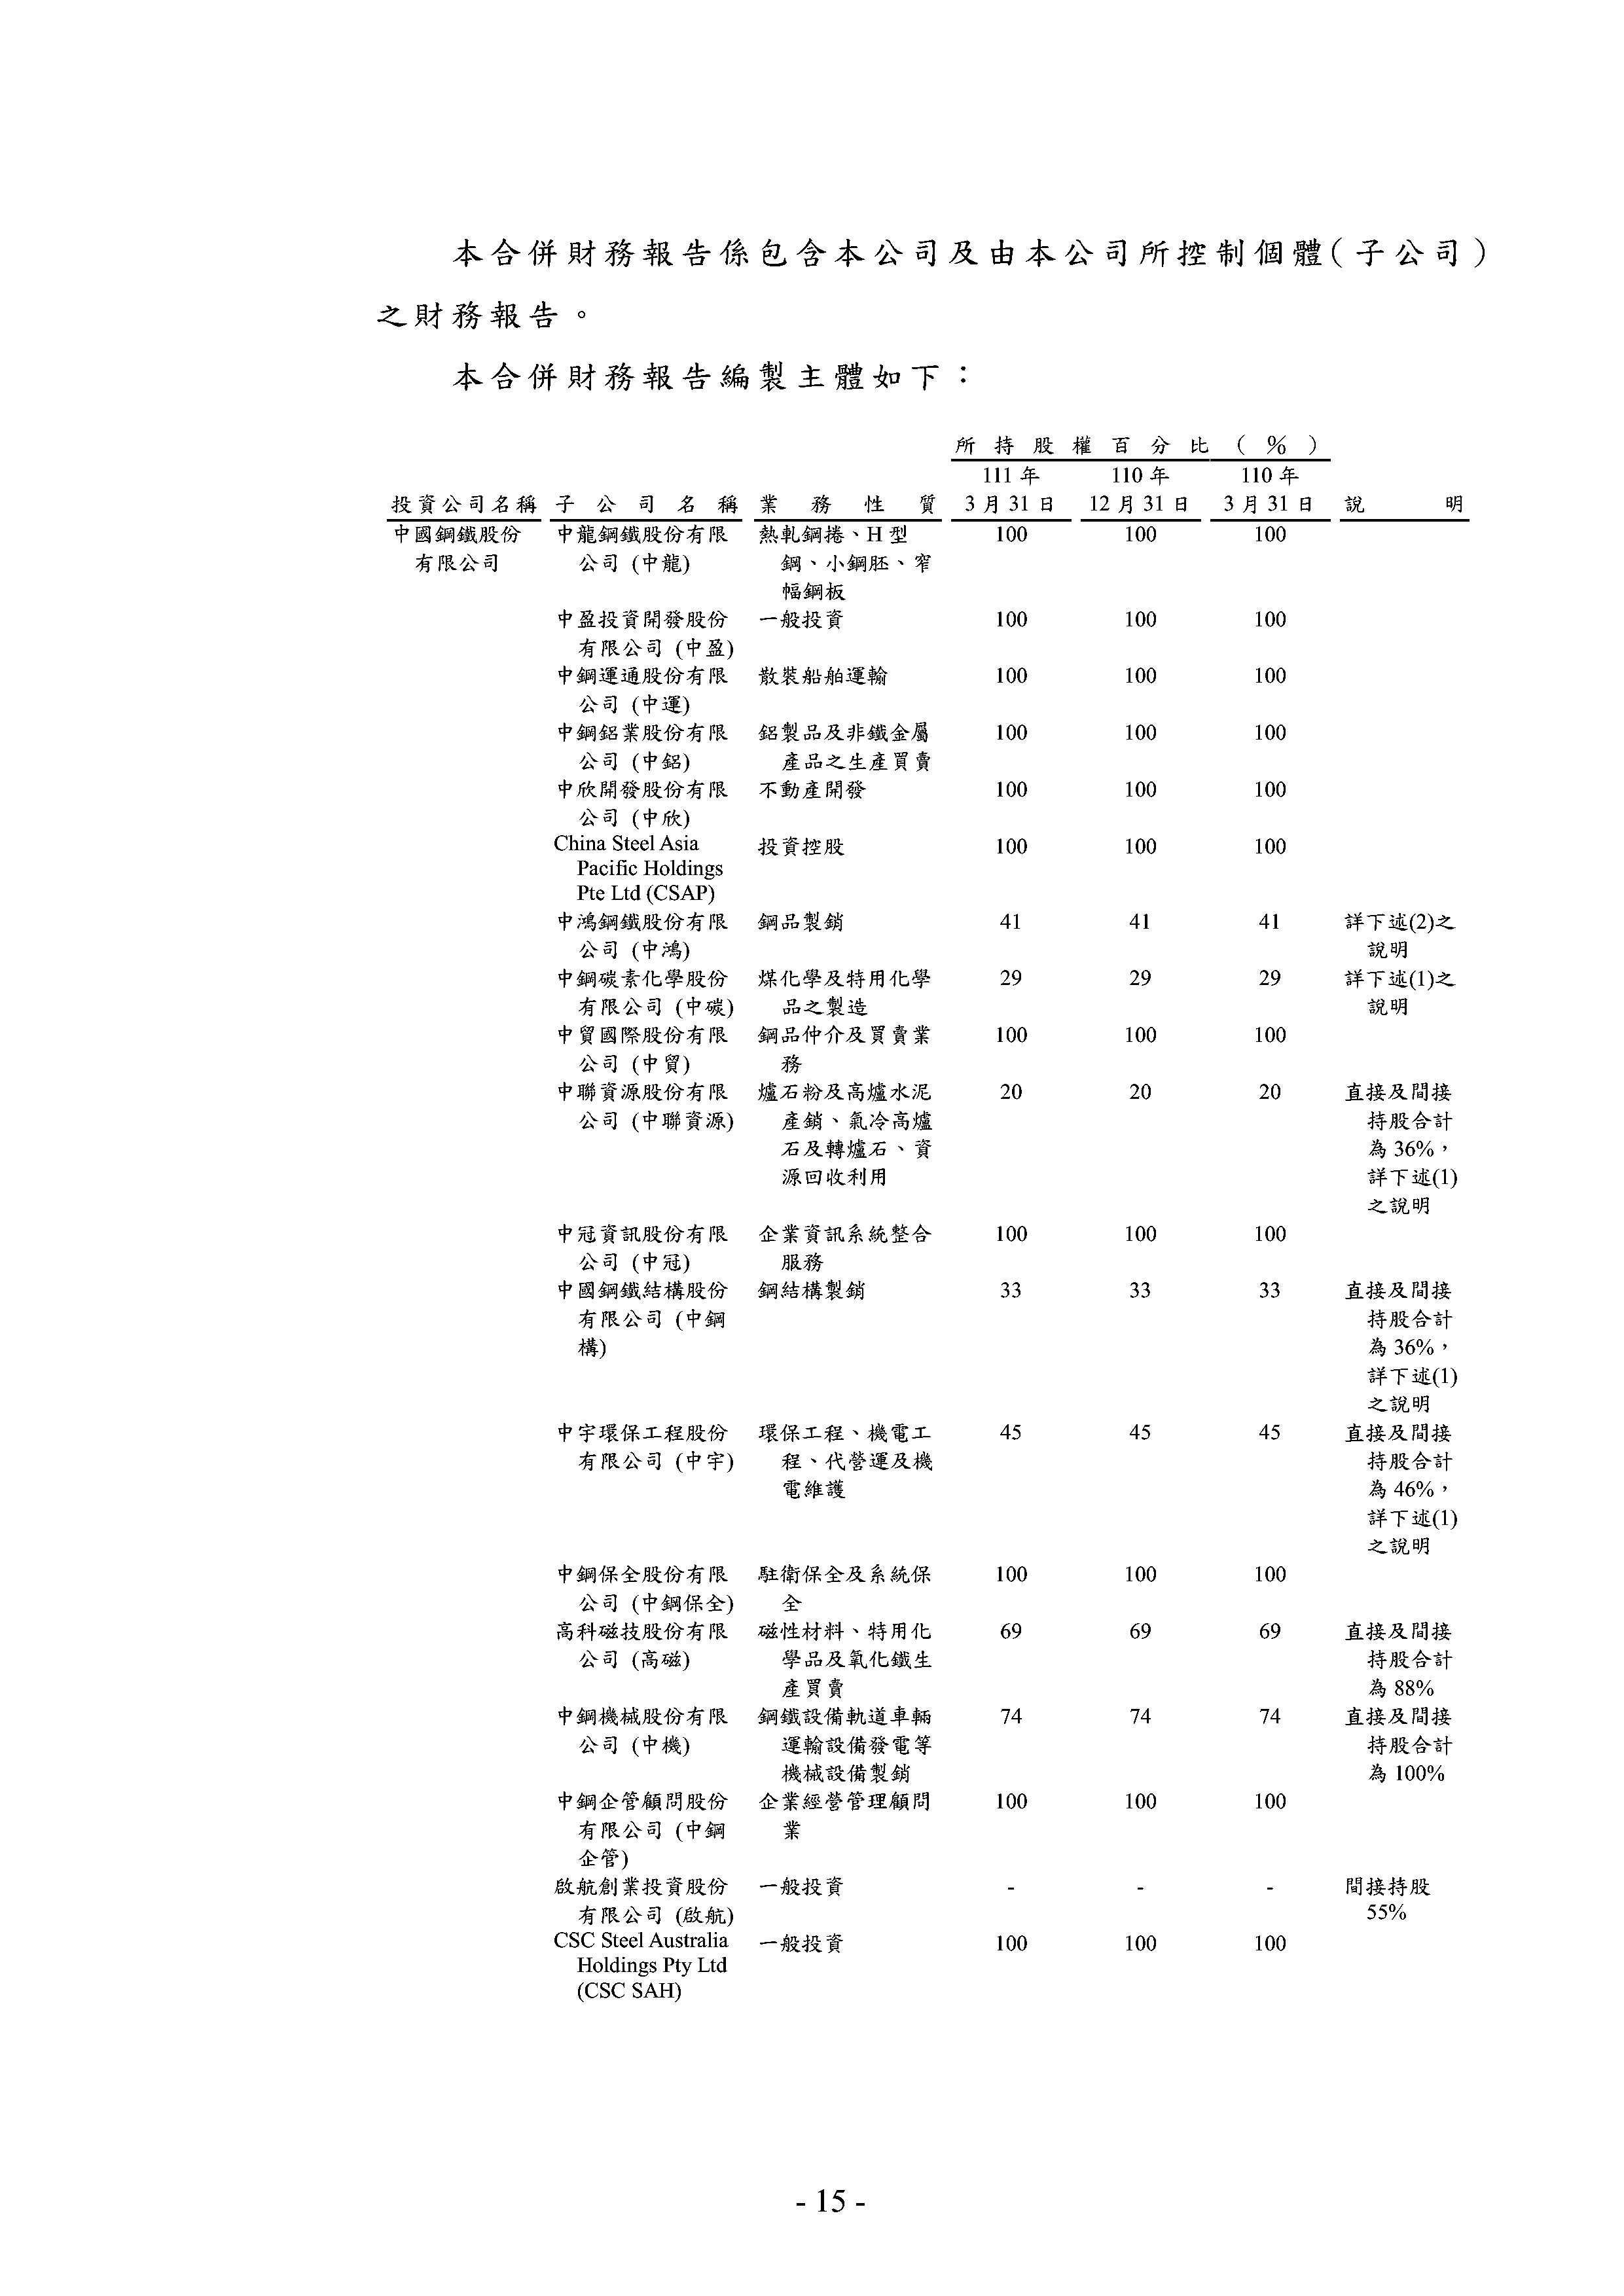 本合併財務報告係包含本公司及由本公司所控制個體(子公司)
之財務報告。
本合併財務報告編製主體如下：
所持股權百分比(%)
111年 110年 110年
投資公司名稱 子公司名稱 業務性質 3月31日 12月31日 3月31日 說明
中國鋼鐵股份 中龍鋼鐵股份有限 熱軋鋼捲、H型 100 100 100
有限公司 公司 (中龍) 鋼、小鋼胚、窄
幅鋼板
中盈投資開發股份 一般投資 100 100 100
有限公司 (中盈)
中鋼運通股份有限 散裝船舶運輸 100 100 100
公司 (中運)
中鋼鋁業股份有限 鋁製品及非鐵金屬 100 100 100
公司 (中鋁) 產品之生產買賣
中欣開發股份有限 不動產開發 100 100 100
公司 (中欣)
China Steel Asia 投資控股 100 100 100
Pacific Holdings
Pte Ltd (CSAP)
中鴻鋼鐵股份有限 鋼品製銷 41 41 41 詳下述(2)之
公司 (中鴻) 說明
中鋼碳素化學股份 煤化學及特用化學 29 29 29 詳下述(1)之
有限公司 (中碳) 品之製造 說明
中貿國際股份有限 鋼品仲介及買賣業 100 100 100
公司 (中貿) 務
中聯資源股份有限 爐石粉及高爐水泥 20 20 20 直接及間接
公司 (中聯資源) 產銷、氣冷高爐 持股合計
石及轉爐石、資 為36%，
源回收利用 詳下述(1)
之說明
中冠資訊股份有限 企業資訊系統整合 100 100 100
公司 (中冠) 服務
中國鋼鐵結構股份 鋼結構製銷 33 33 33 直接及間接
有限公司 (中鋼 持股合計
構) 為36%，
詳下述(1)
之說明
中宇環保工程股份 環保工程、機電工 45 45 45 直接及間接
有限公司 (中宇) 程、代營運及機 持股合計
電維護 為46%，
詳下述(1)
之說明
中鋼保全股份有限 駐衛保全及系統保 100 100 100
公司 (中鋼保全) 全
高科磁技股份有限 磁性材料、特用化 69 69 69 直接及間接
公司 (高磁) 學品及氧化鐵生 持股合計
產買賣 為88%
中鋼機械股份有限 鋼鐵設備軌道車輛 74 74 74 直接及間接
公司 (中機) 運輸設備發電等 持股合計
機械設備製銷 為100%
中鋼企管顧問股份 企業經營管理顧問 100 100 100
有限公司 (中鋼 業
企管)
啟航創業投資股份 一般投資 - - - 間接持股
有限公司 (啟航) 55%
CSC Steel Australia 一般投資 100 100 100
Holdings Pty Ltd
(CSC SAH)
- 15 -